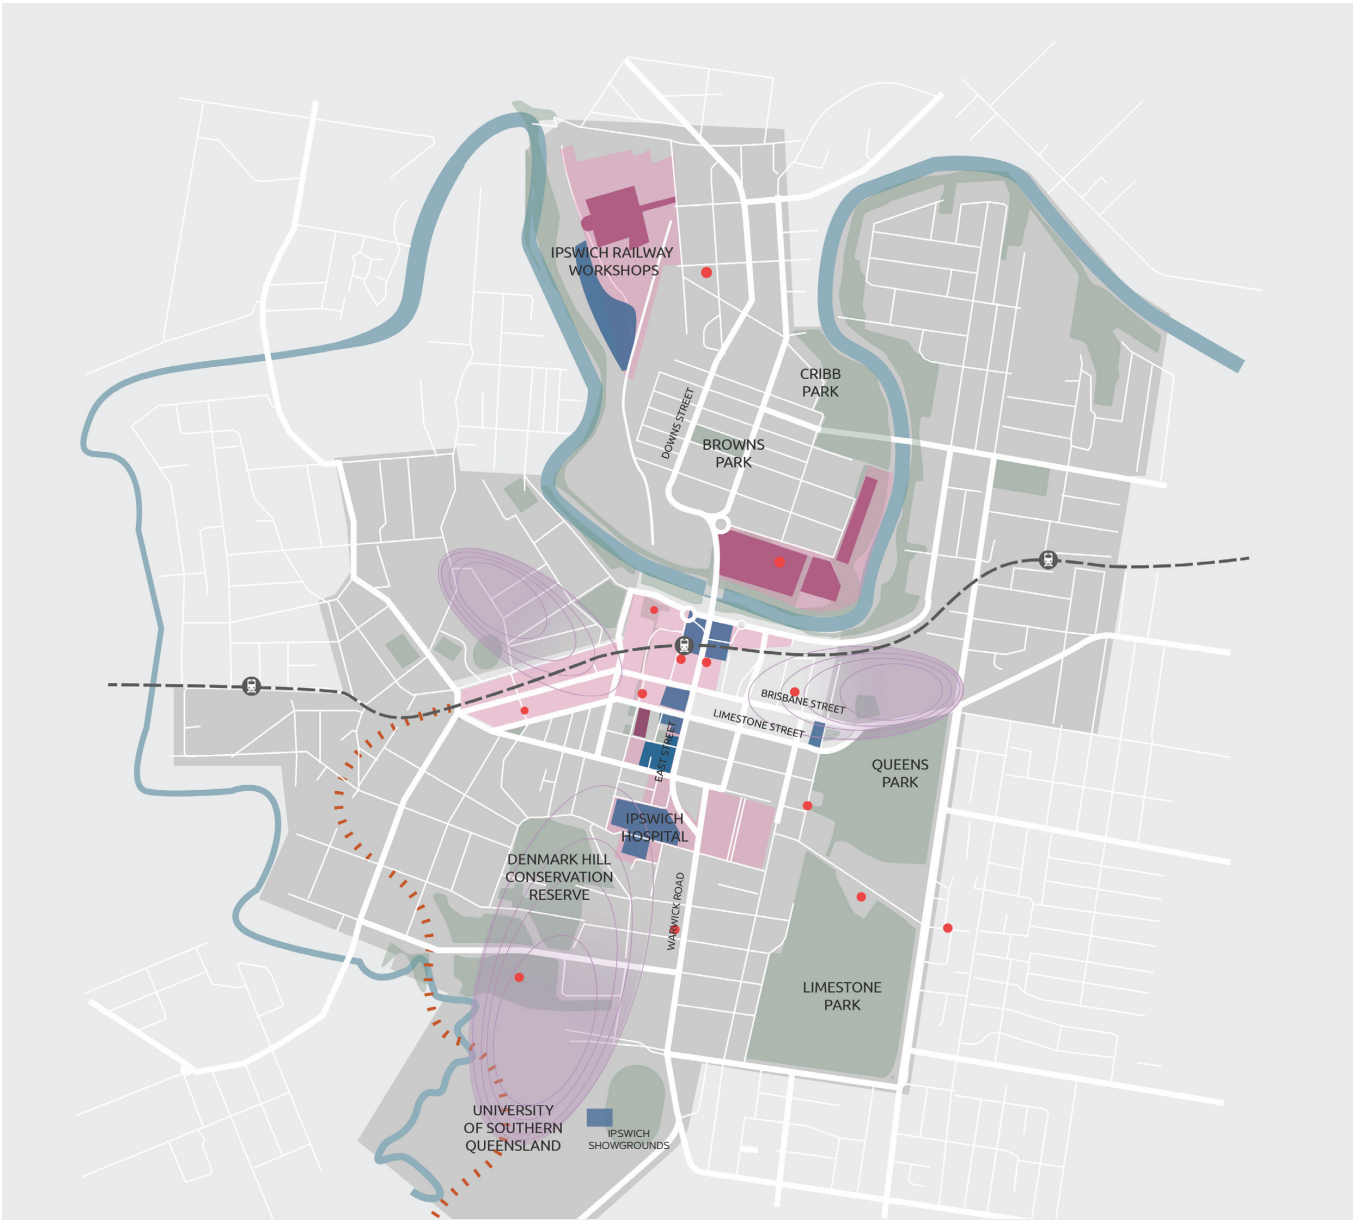 IPSWICH RAILWAY
WORKSHOPS
CRIBB
PARK
DOWNS STREET
BROWNS
PARK
BRISBANE STREET
LIMESTONE STREET
EAST STREET
QUEENS
PARK
IPSWICH
HOSPITAL
DENMARK HILL
CONSERVATION
RESERVE
WARWICK ROAD
LIMESTONE
PARK
UNIVERSITY
OF SOUTHERN
QUEENSLAND
IPSWICH
SHOWGROUNDS